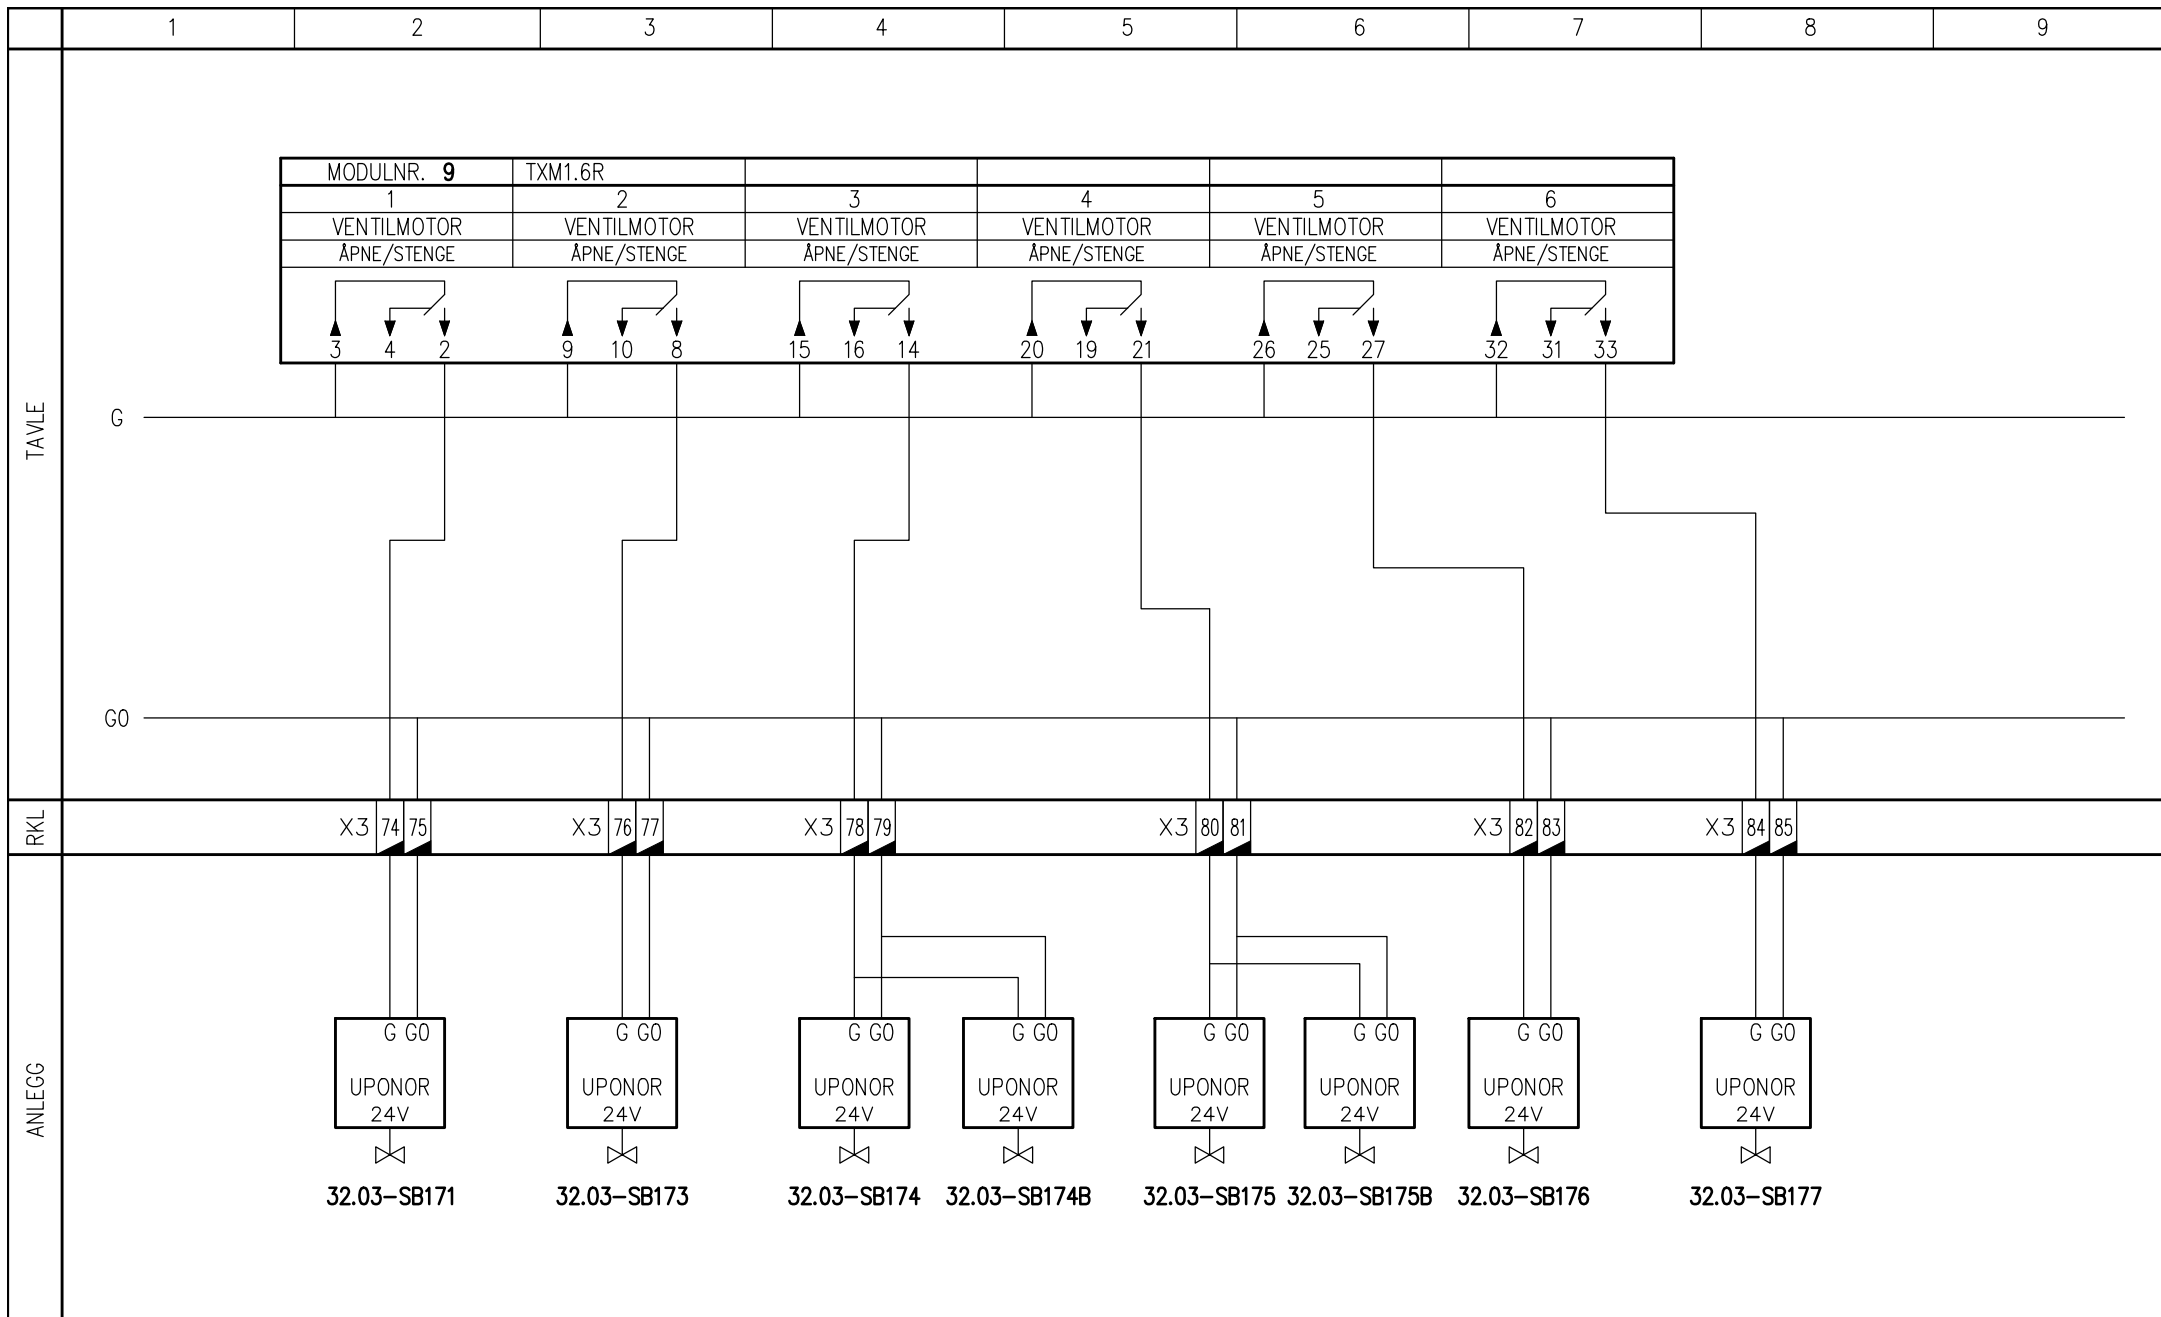 1 2 3 4 5 6 7 8 9
MODULNR. 9 TXM1.6R
1 2 3 4 5 6
VENTILMOTOR VENTILMOTOR VENTILMOTOR VENTILMOTOR VENTILMOTOR VENTILMOTOR
ÅPNE/STENGE ÅPNE/STENGE ÅPNE/STENGE ÅPNE/STENGE ÅPNE/STENGE ÅPNE/STENGE
3 4 2 9 10 8 15 16 14 20 19 21 26 25 27 32 31 33
TAVLE
G
G0
RKL
X3 74 75 X3 76 77 X3 78 79 X3 80 81 X3 82 83 X3 84 85
ANLEGG
G G0 G G0 G G0 G G0 G G0 G G0 G G0 G G0
UPONOR UPONOR UPONOR UPONOR UPONOR UPONOR UPONOR UPONOR
24V 24V 24V 24V 24V 24V 24V 24V
32.03-SB171 32.03-SB173 32.03-SB174 32.03-SB174B 32.03-SB175 32.03-SB175B 32.03-SB176 32.03-SB177